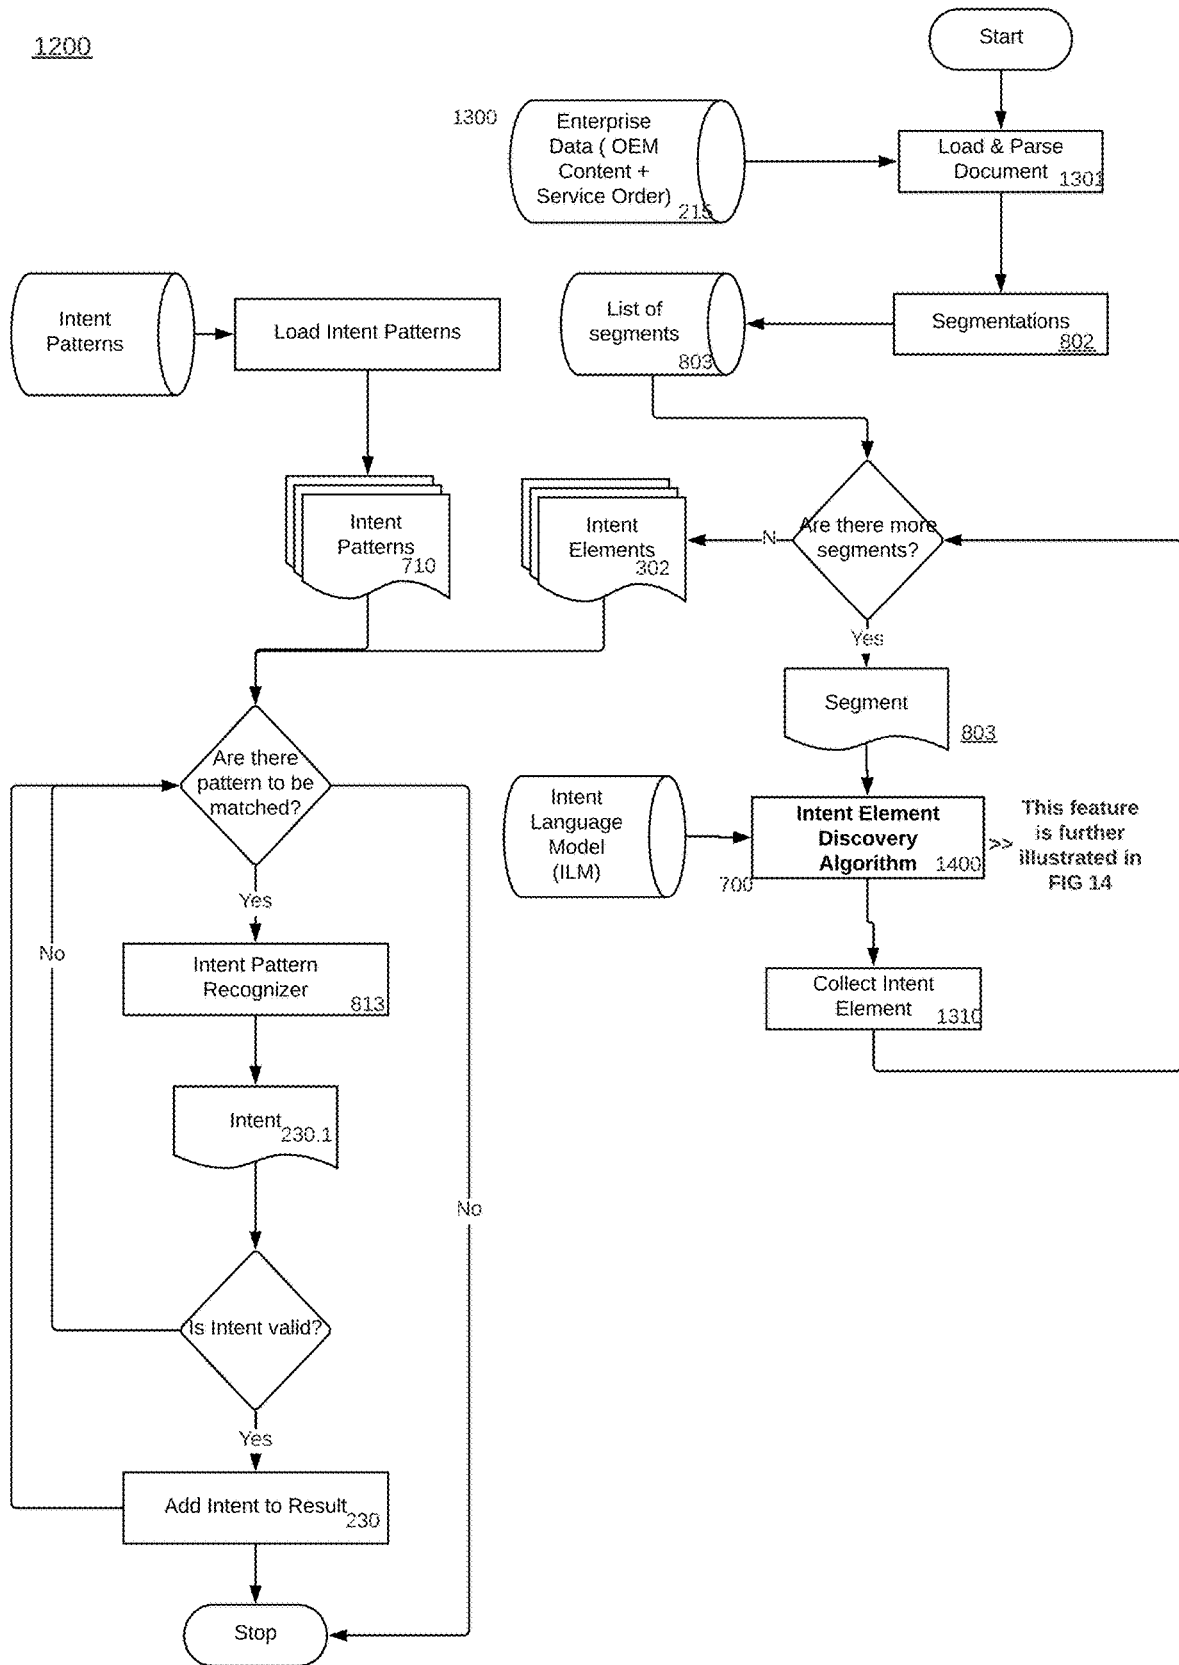 1200
Start
1300
Enterprise
Data ( OEM
Content +
Service Order)
215
Load & Parse
Document
1301
Intent
Patterns
Load Intent Patterns
List of
segments
803
Segmentations
802
Intent
Patterns
710
Intent
Elements
302
N
Are there more
segments?
Yes
Segment
803
Are there
pattern to be
matched?
Intent
Language
Model
(ILM)
700
Intent Element
Discovery
Algorithm
1400
>>
This feature
is further
illustrated in
FIG 14
Yes
No
Intent Pattern
Recognizer
813
Collect Intent
Element
1310
Intent
230.1
No
Is Intent valid?
Yes
Add Intent to Result
230
Stop